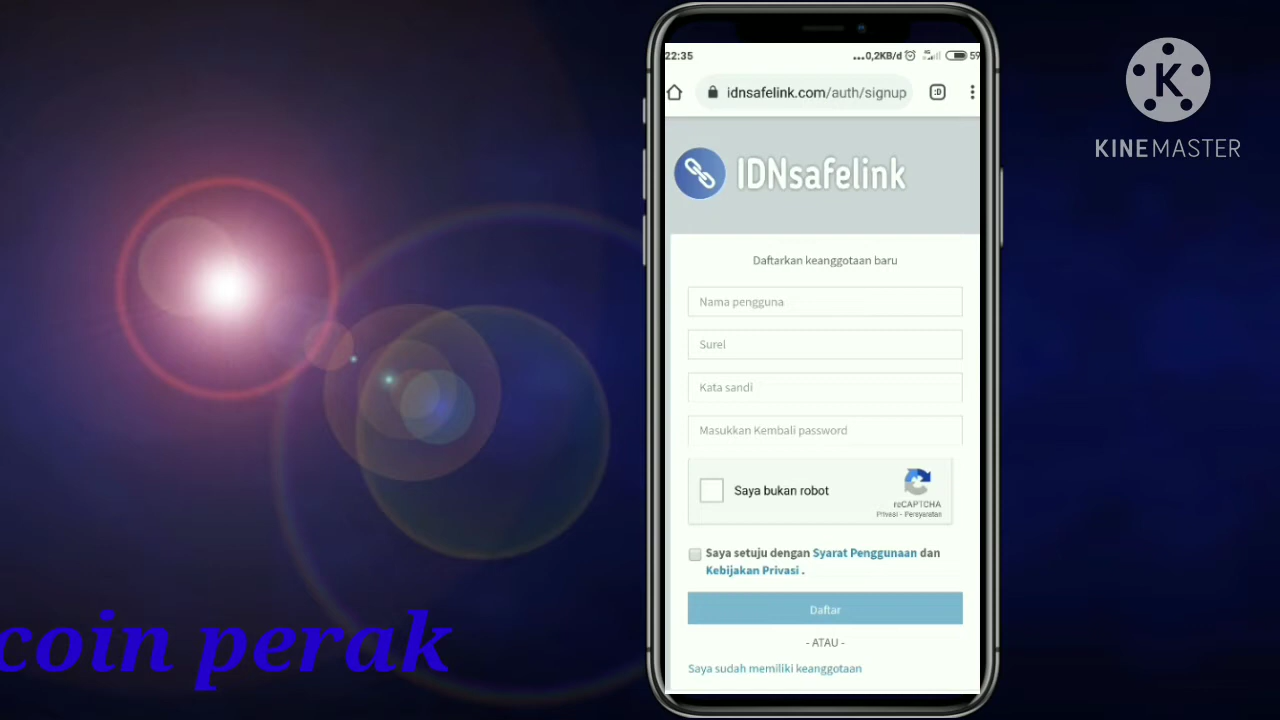 22:35
...0,2KB/d
59
idnsafelink.com/auth/signup
:D
K
KINEMASTER
IDNsafelink
Daftarkan keanggotaan baru
Nama pengguna
Surel
Kata sandi
Masukkan Kembali password
Saya bukan robot
reCAPTCHA
Privasi - Persyaratan
Saya setuju dengan Syarat Penggunaan dan
Kebijakan Privasi .
Daftar
- ATAU -
Saya sudah memiliki keanggotaan
coin perak